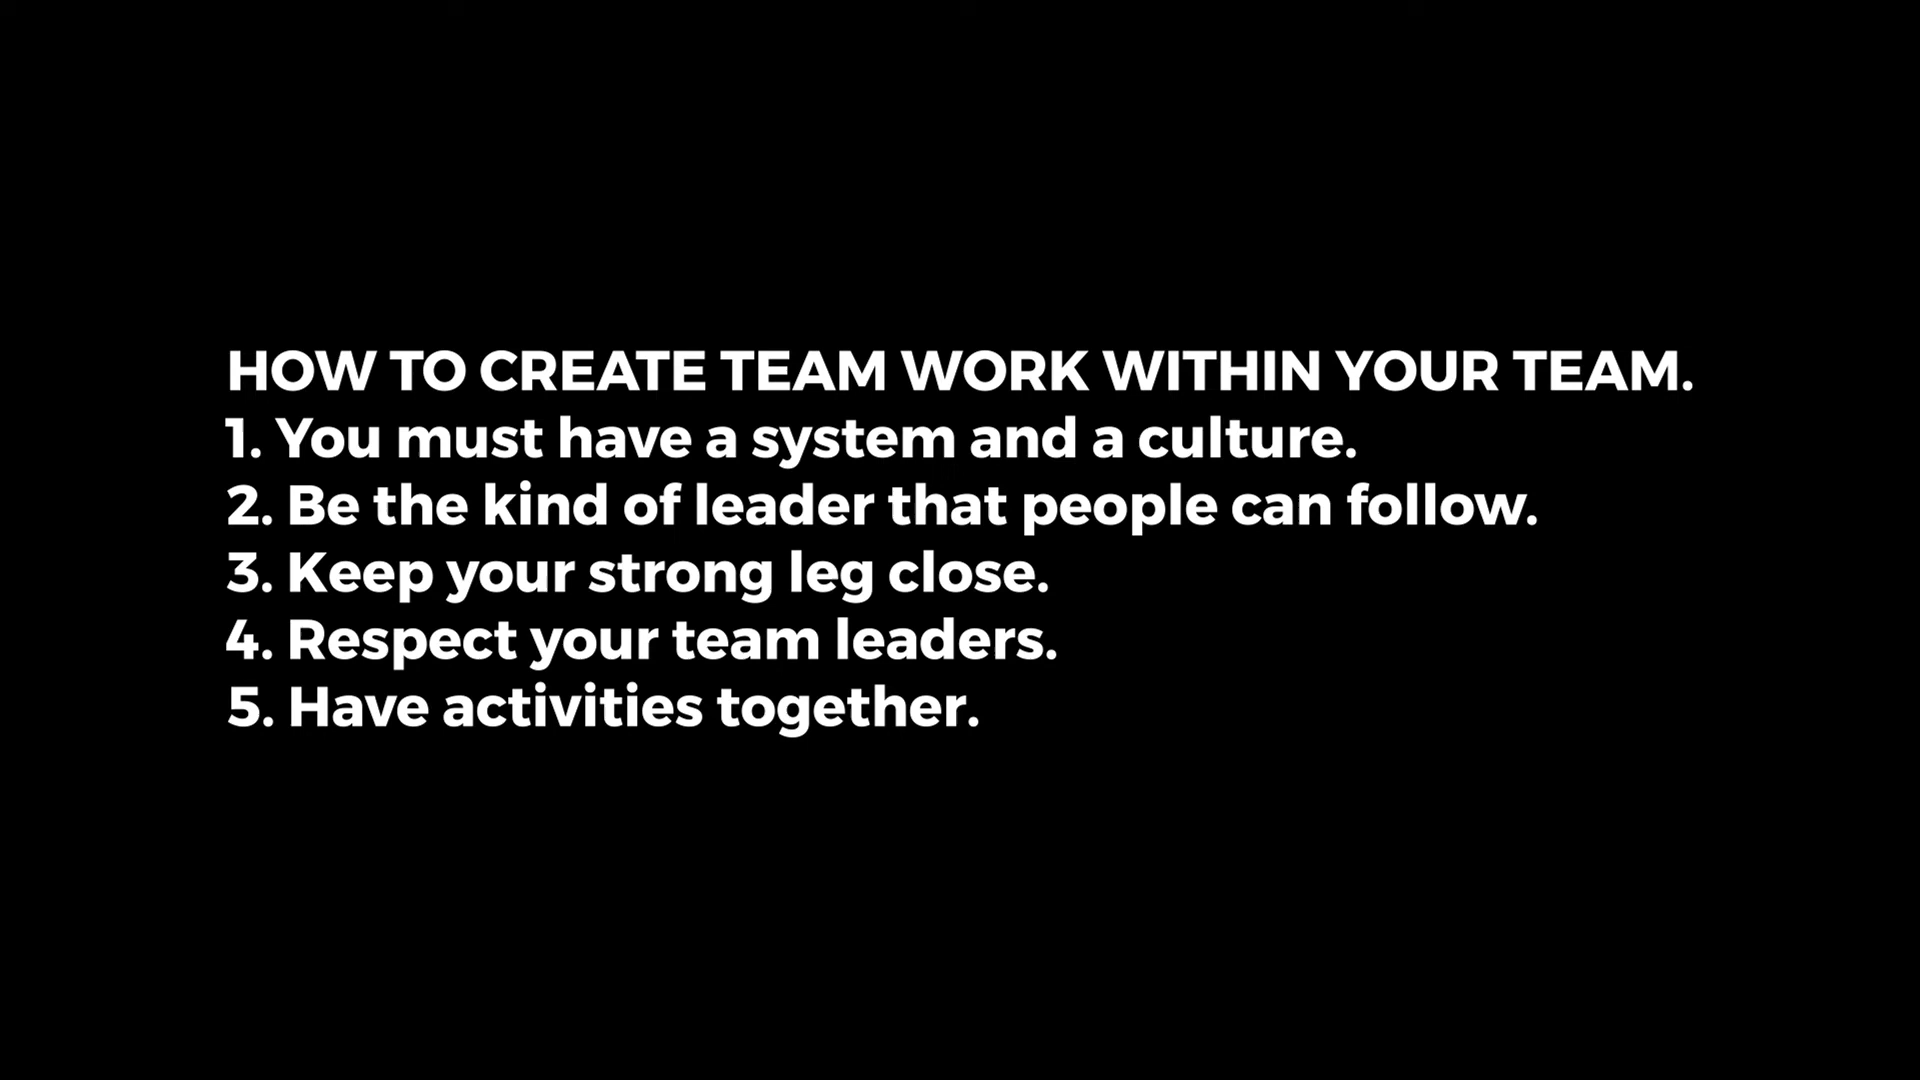 HOW TO CREATE TEAM WORK WITHIN YOUR TEAM.
1. You must have a system and a culture.
2. Be the kind of leader that people can follow.
3. Keep your strong leg close.
4. Respect your team leaders.
5. Have activities together.